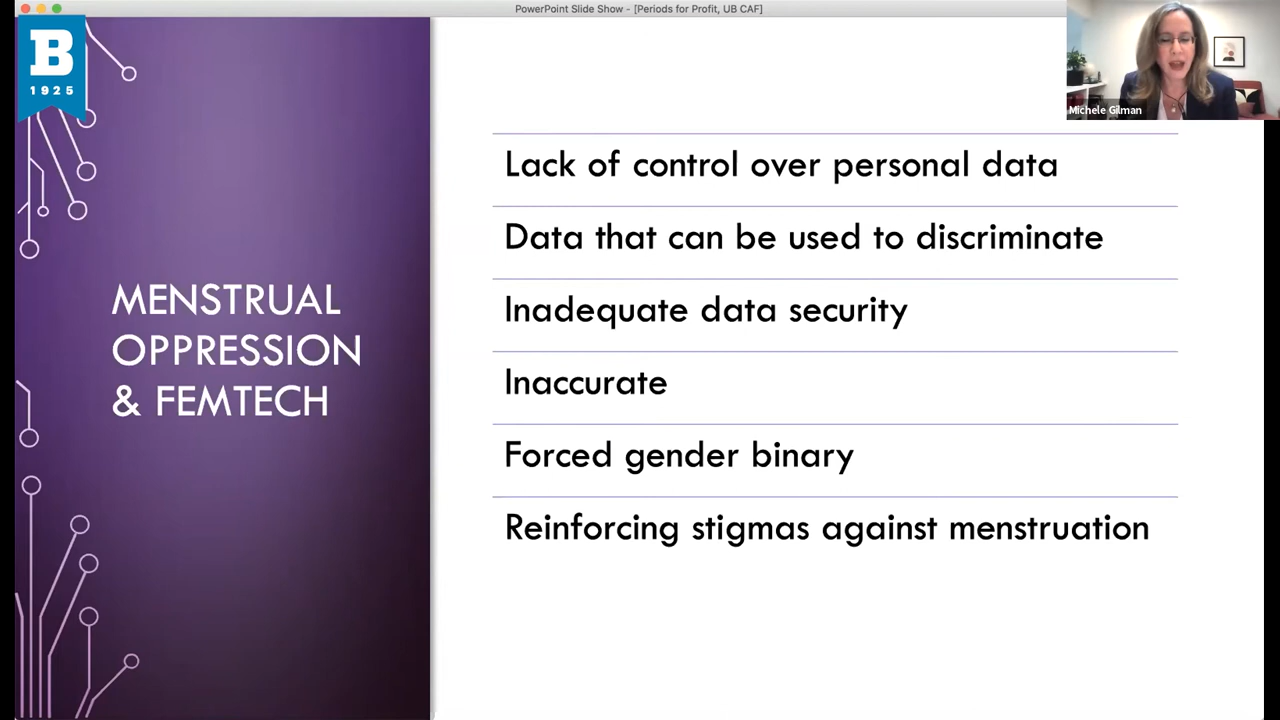 PowerPoint Slide Show - [Periods for Profit, UB CAF]
B
1925
Michele Gilman
MENSTRUAL
OPPRESSION
& FEMTECH
Lack of control over personal data
Data that can be used to discriminate
Inadequate data security
Inaccurate
Forced gender binary
Reinforcing stigmas against menstruation